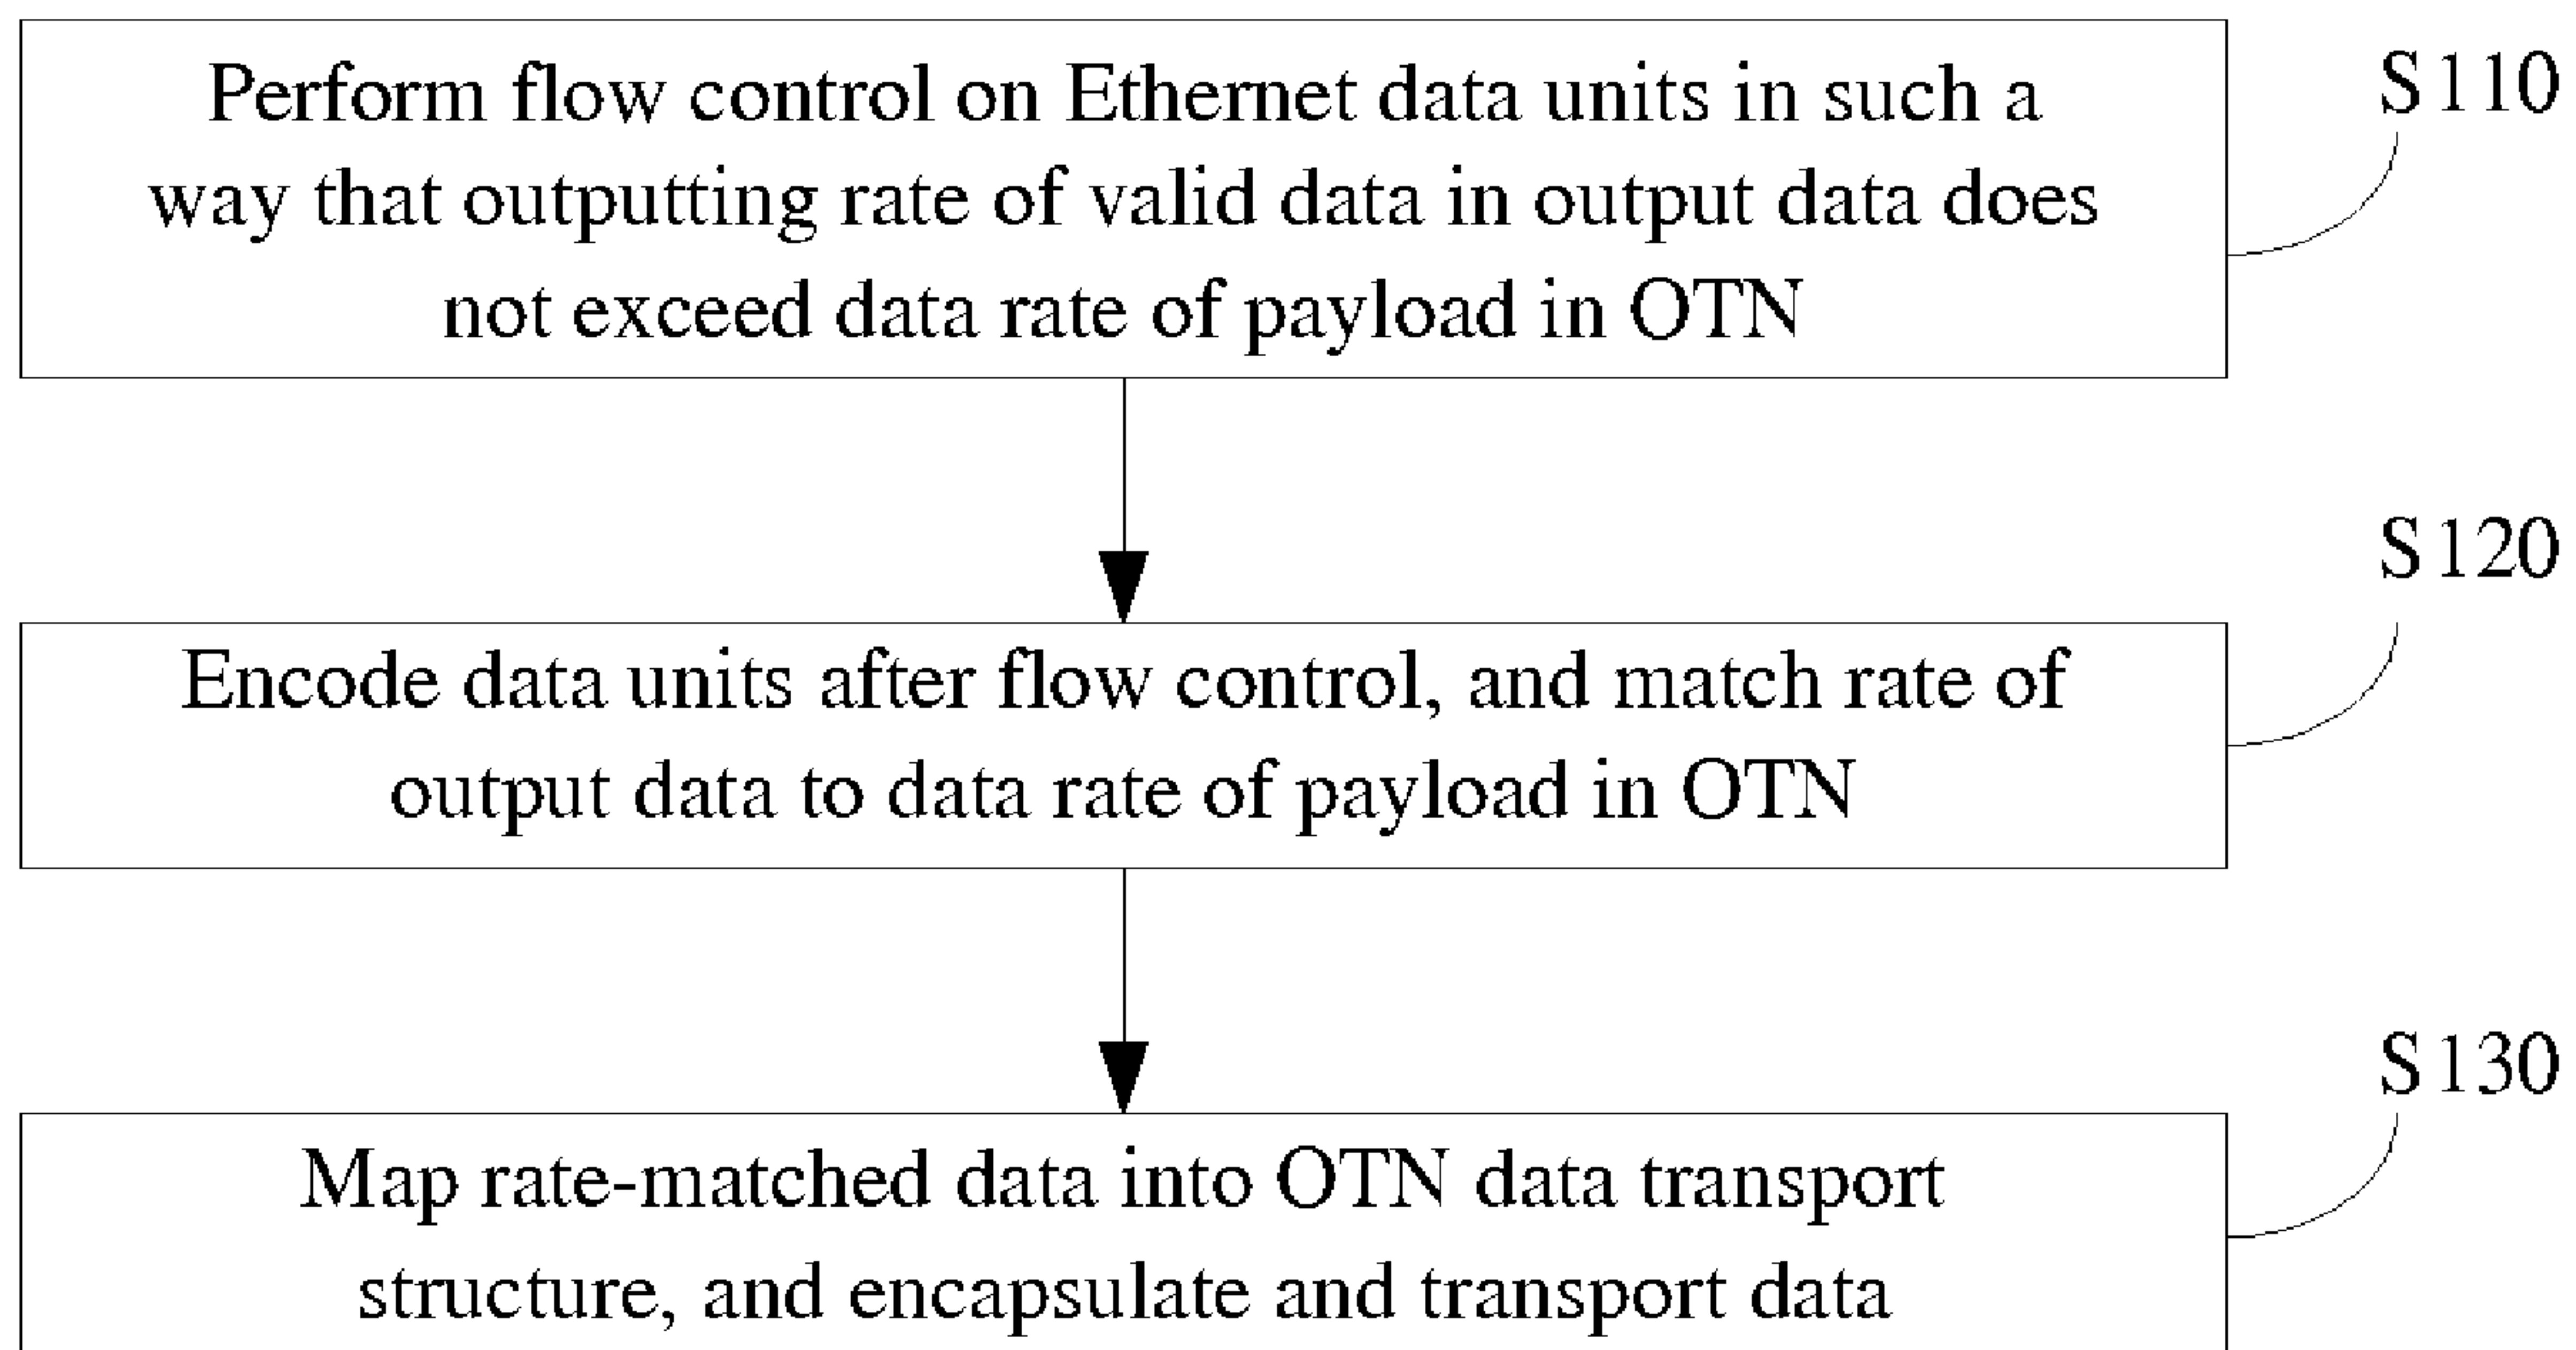 Perform flow control on Ethernet data units in such a
way that outputting rate of valid data in output data does
not exceed data rate of payload in OTN
S110
Encode data units after flow control, and match rate of
output data to data rate of payload in OTN
S120
Map rate-matched data into OTN data transport
structure, and encapsulate and transport data
S130